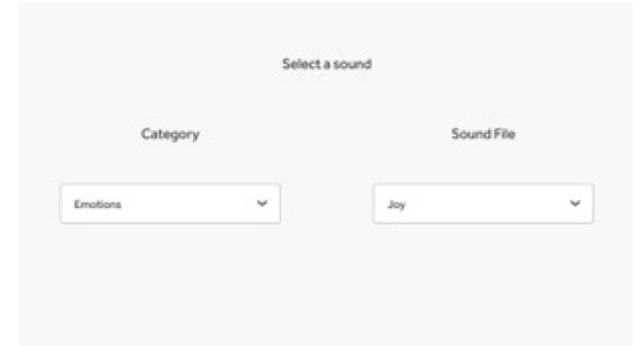 Select a sound
Category
Sound File
Emotions
Joy